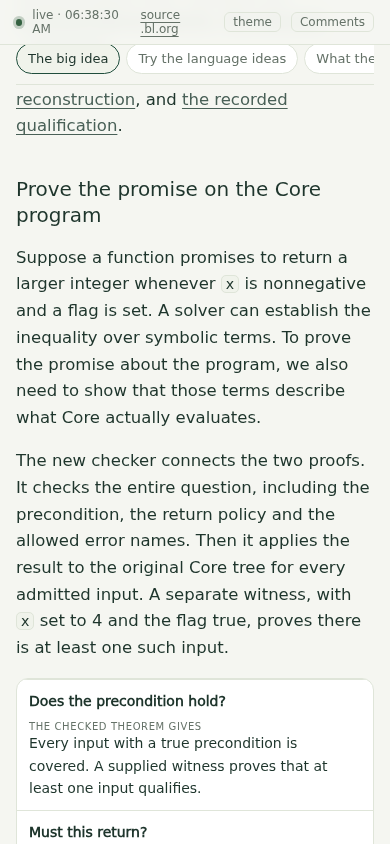 live · 06:38:30 AM
source.bl.org
theme
Comments
The big idea
Try the language ideas
What the
reconstruction, and the recorded
qualification.
Prove the promise on the Core
program
Suppose a function promises to return a
larger integer whenever x is nonnegative
and a flag is set. A solver can establish the
inequality over symbolic terms. To prove
the promise about the program, we also
need to show that those terms describe
what Core actually evaluates.
The new checker connects the two proofs.
It checks the entire question, including the
precondition, the return policy and the
allowed error names. Then it applies the
result to the original Core tree for every
admitted input. A separate witness, with
x set to 4 and the flag true, proves there
is at least one such input.
Does the precondition hold?
THE CHECKED THEOREM GIVES
Every input with a true precondition is
covered. A supplied witness proves that at
least one input qualifies.
Must this return?